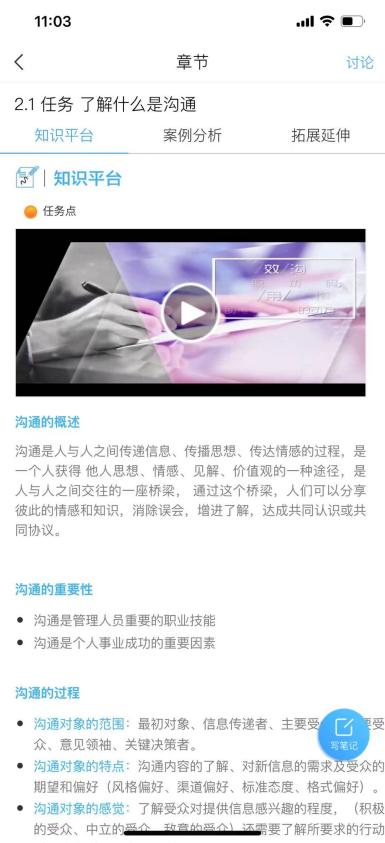 11:03
章节
讨论
2.1 任务 了解什么是沟通
知识平台
案例分析
拓展延伸
知识平台
任务点
沟通的概述
沟通是人与人之间传递信息、传播思想、传达情感的过程，是
一个人获得 他人思想、情感、见解、价值观的一种途径，是
人与人之间交往的一座桥梁， 通过这个桥梁，人们可以分享
彼此的情感和知识，消除误会，增进了解，达成共同认识或共
同协议。
沟通的重要性
沟通是管理人员重要的职业技能
沟通是个人事业成功的重要因素
沟通的过程
沟通对象的范围：最初对象、信息传递者、主要受
要受
众、意见领袖、关键决策者。
写笔记
沟通对象的特点：沟通内容的了解、对新信息的需求及受众的
期望和偏好（风格偏好、渠道偏好、标准态度、格式偏好）。
沟通对象的感觉：了解受众对提供信息感兴趣的程度，（积极
的受众、中立的受众、敌意的受众）还需要了解所要求的行动